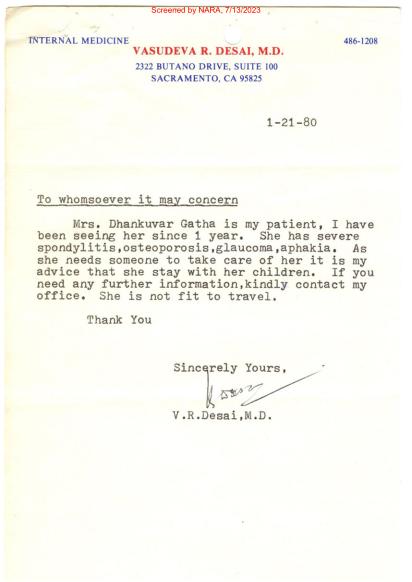 Screened by NARA, 7/13/2023
INTERNAL MEDICINE
486-1208
VASUDEVA R. DESAI, M.D.
2322 BUTANO DRIVE, SUITE 100
SACRAMENTO, CA 95825
1-21-80
To whomsoever it may concern
Mrs. Dhankuvar Gatha is my patient, I have
been seeing her since 1 year. She has severe
spondylitis,osteoporosis,glaucoma,aphakia. As
she needs someone to take care of her it is my
advice that she stay with her children. If you
need any further information,kindly contact my
office. She is not fit to travel.
Thank You
Sincerely Yours,
V.R.Desai,M.D.